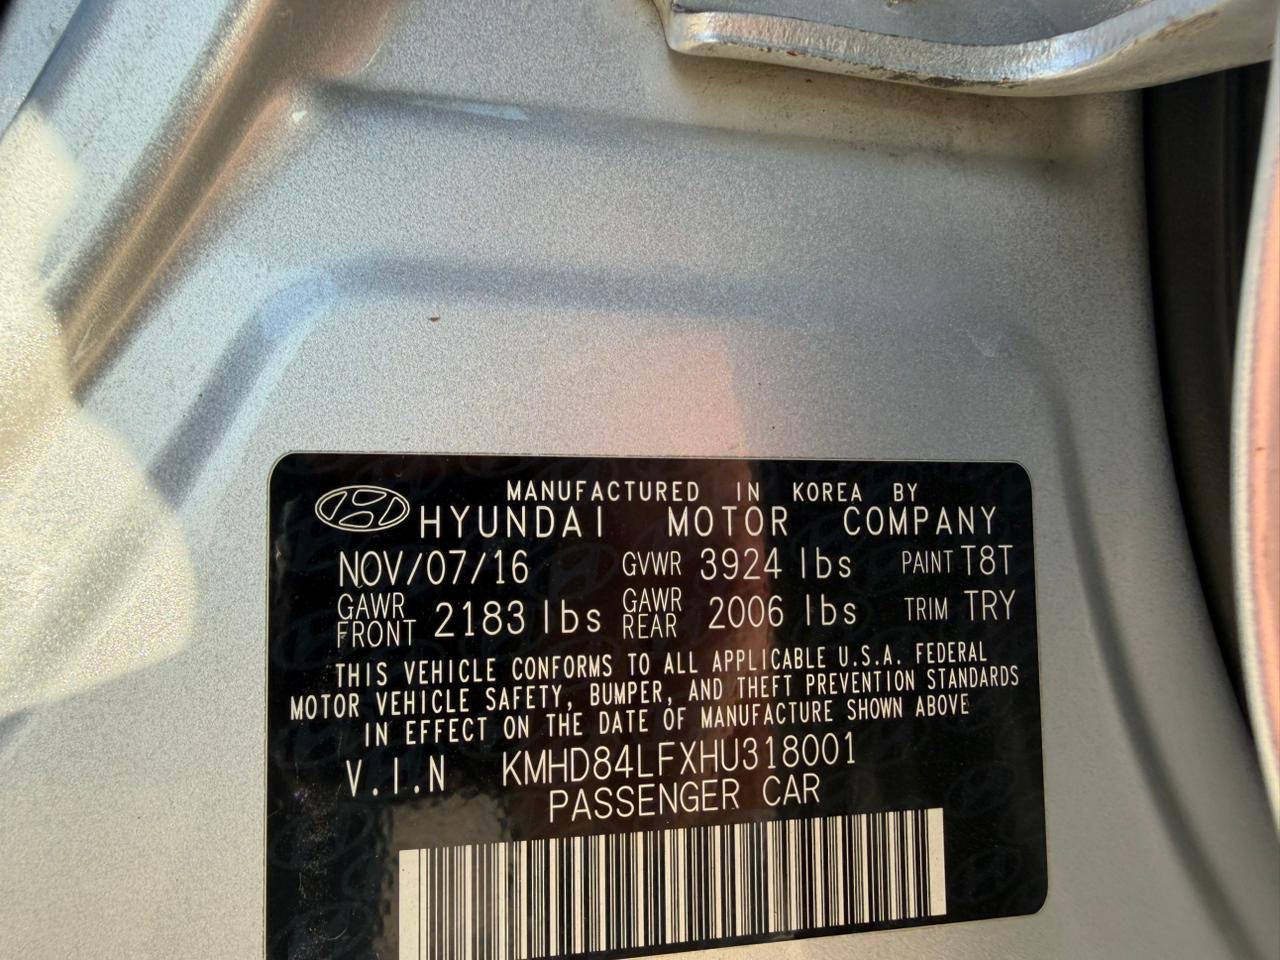 MANUFACTURED IN KOREA BY
HYUNDAI MOTOR COMPANY
NOV/07/16 GVWR 3924 lbs PAINT T8T
GAWR FRONT 2183 lbs GAWR REAR 2006 lbs TRIM TRY
THIS VEHICLE CONFORMS TO ALL APPLICABLE U.S.A. FEDERAL
MOTOR VEHICLE SAFETY, BUMPER, AND THEFT PREVENTION STANDARDS
IN EFFECT ON THE DATE OF MANUFACTURE SHOWN ABOVE
V.I.N KMHD84LFXHU318001
PASSENGER CAR